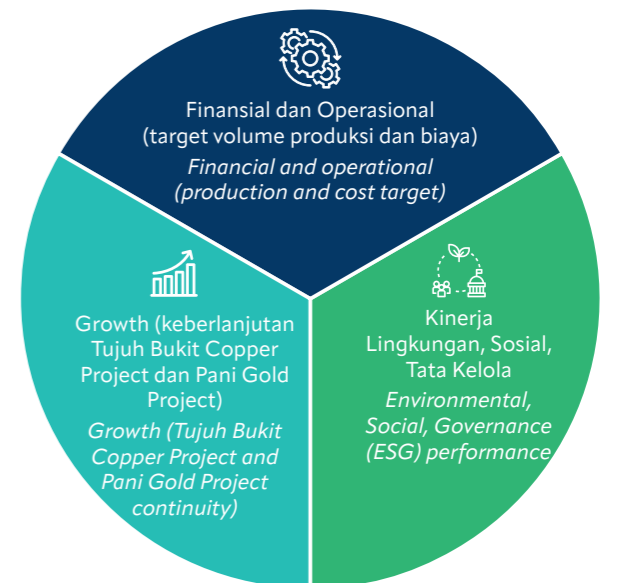 Finansial dan Operasional
(target volume produksi dan biaya)
Financial and operational
(production and cost target)
Growth (keberlanjutan
Tujuh Bukit Copper
Project dan Pani Gold
Project)
Growth (Tujuh Bukit
Copper Project and
Pani Gold Project
continuity)
Kinerja
Lingkungan, Sosial,
Tata Kelola
Environmental,
Social, Governance
(ESG) performance